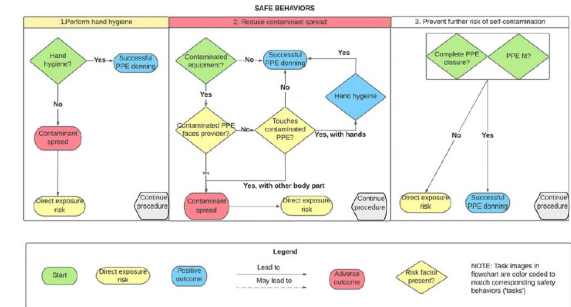 SAFE BEHAVIORS
1.Perform hand hygiene
Hand
hygiene?
Yes
Successful
PPE donning
No
Contaminant
spread
Direct exposure
risk
Continue
procedure
2. Reduce contaminant spread
Contaminated
equipment?
No
Successful
PPE donning
Yes
Yes
No
Hand hygeine
Contaminated PPE
faces provider?
No
Touches
contaminated
PPE?
Yes, with hands
Yes
Yes, with other body part
Contaminant
spread
Direct exposure
risk
Continue
procedure
3. Prevent further risk of self-contamination
Complete PPE
closure?
PPE fit?
No
Yes
Direct exposure
risk
Successful
PPE donning
Continue
procedure
Legend
Start
Direct exposure
risk
Positive
outcome
Lead to
May lead to
Adverse
outcome
Risk factor
present?
NOTE: Task images in
flowchart are color coded to
match corresponding safety
behaviors ('tasks')